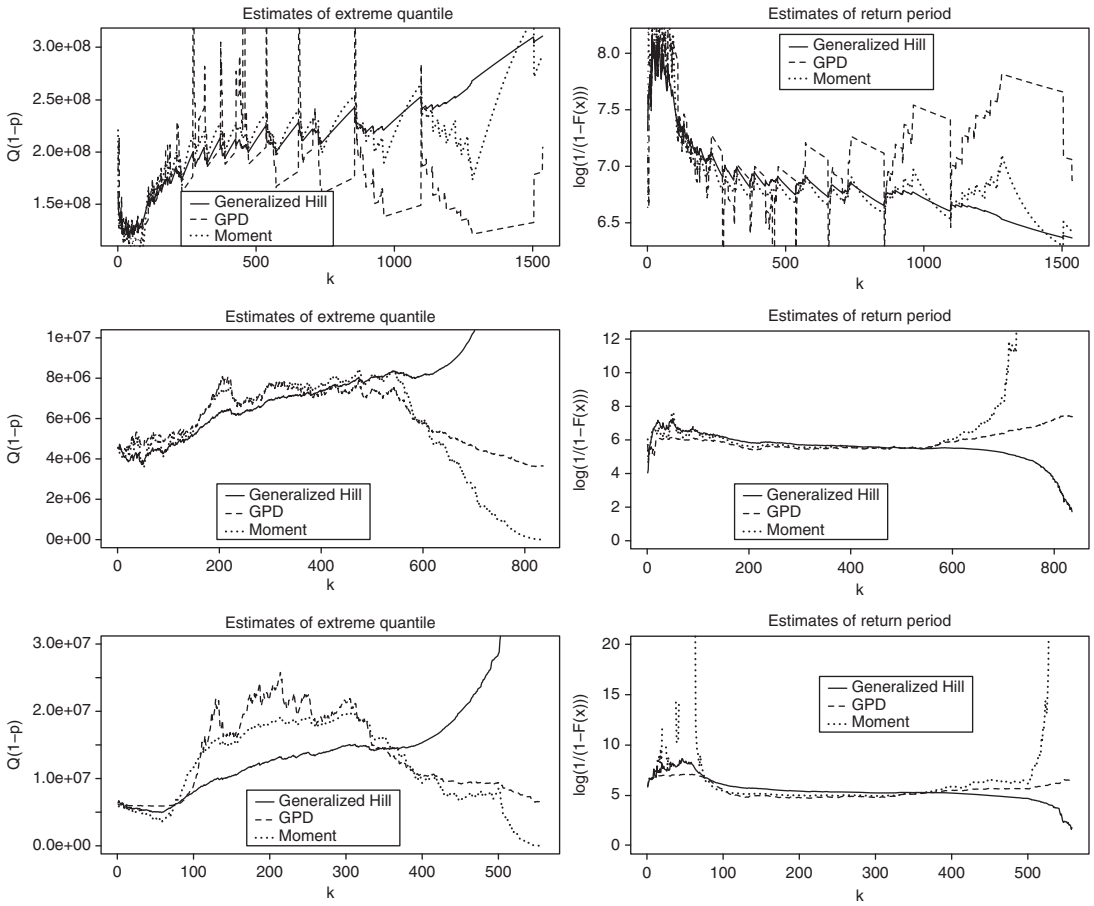 Estimates of extreme quantile
Q(1−p)
3.0e+08
2.5e+08
2.0e+08
1.5e+08
Generalized Hill
GPD
Moment
0 500 1000 1500
k
Estimates of return period
log(1/(1−F(x)))
8.0
7.5
7.0
6.5
Generalized Hill
GPD
Moment
0 500 1000 1500
k
Estimates of extreme quantile
Q(1−p)
1e+07
8e+06
6e+06
4e+06
2e+06
0e+00
Generalized Hill
GPD
Moment
0 200 400 600 800
k
Estimates of return period
log(1/(1−F(x)))
12
10
8
6
4
2
0
Generalized Hill
GPD
Moment
0 200 400 600 800
k
Estimates of extreme quantile
Q(1−p)
3.0e+07
2.0e+07
1.0e+07
0.0e+00
Generalized Hill
GPD
Moment
0 100 200 300 400 500
k
Estimates of return period
log(1/(1−F(x)))
20
15
10
5
0
Generalized Hill
GPD
Moment
0 100 200 300 400 500
k